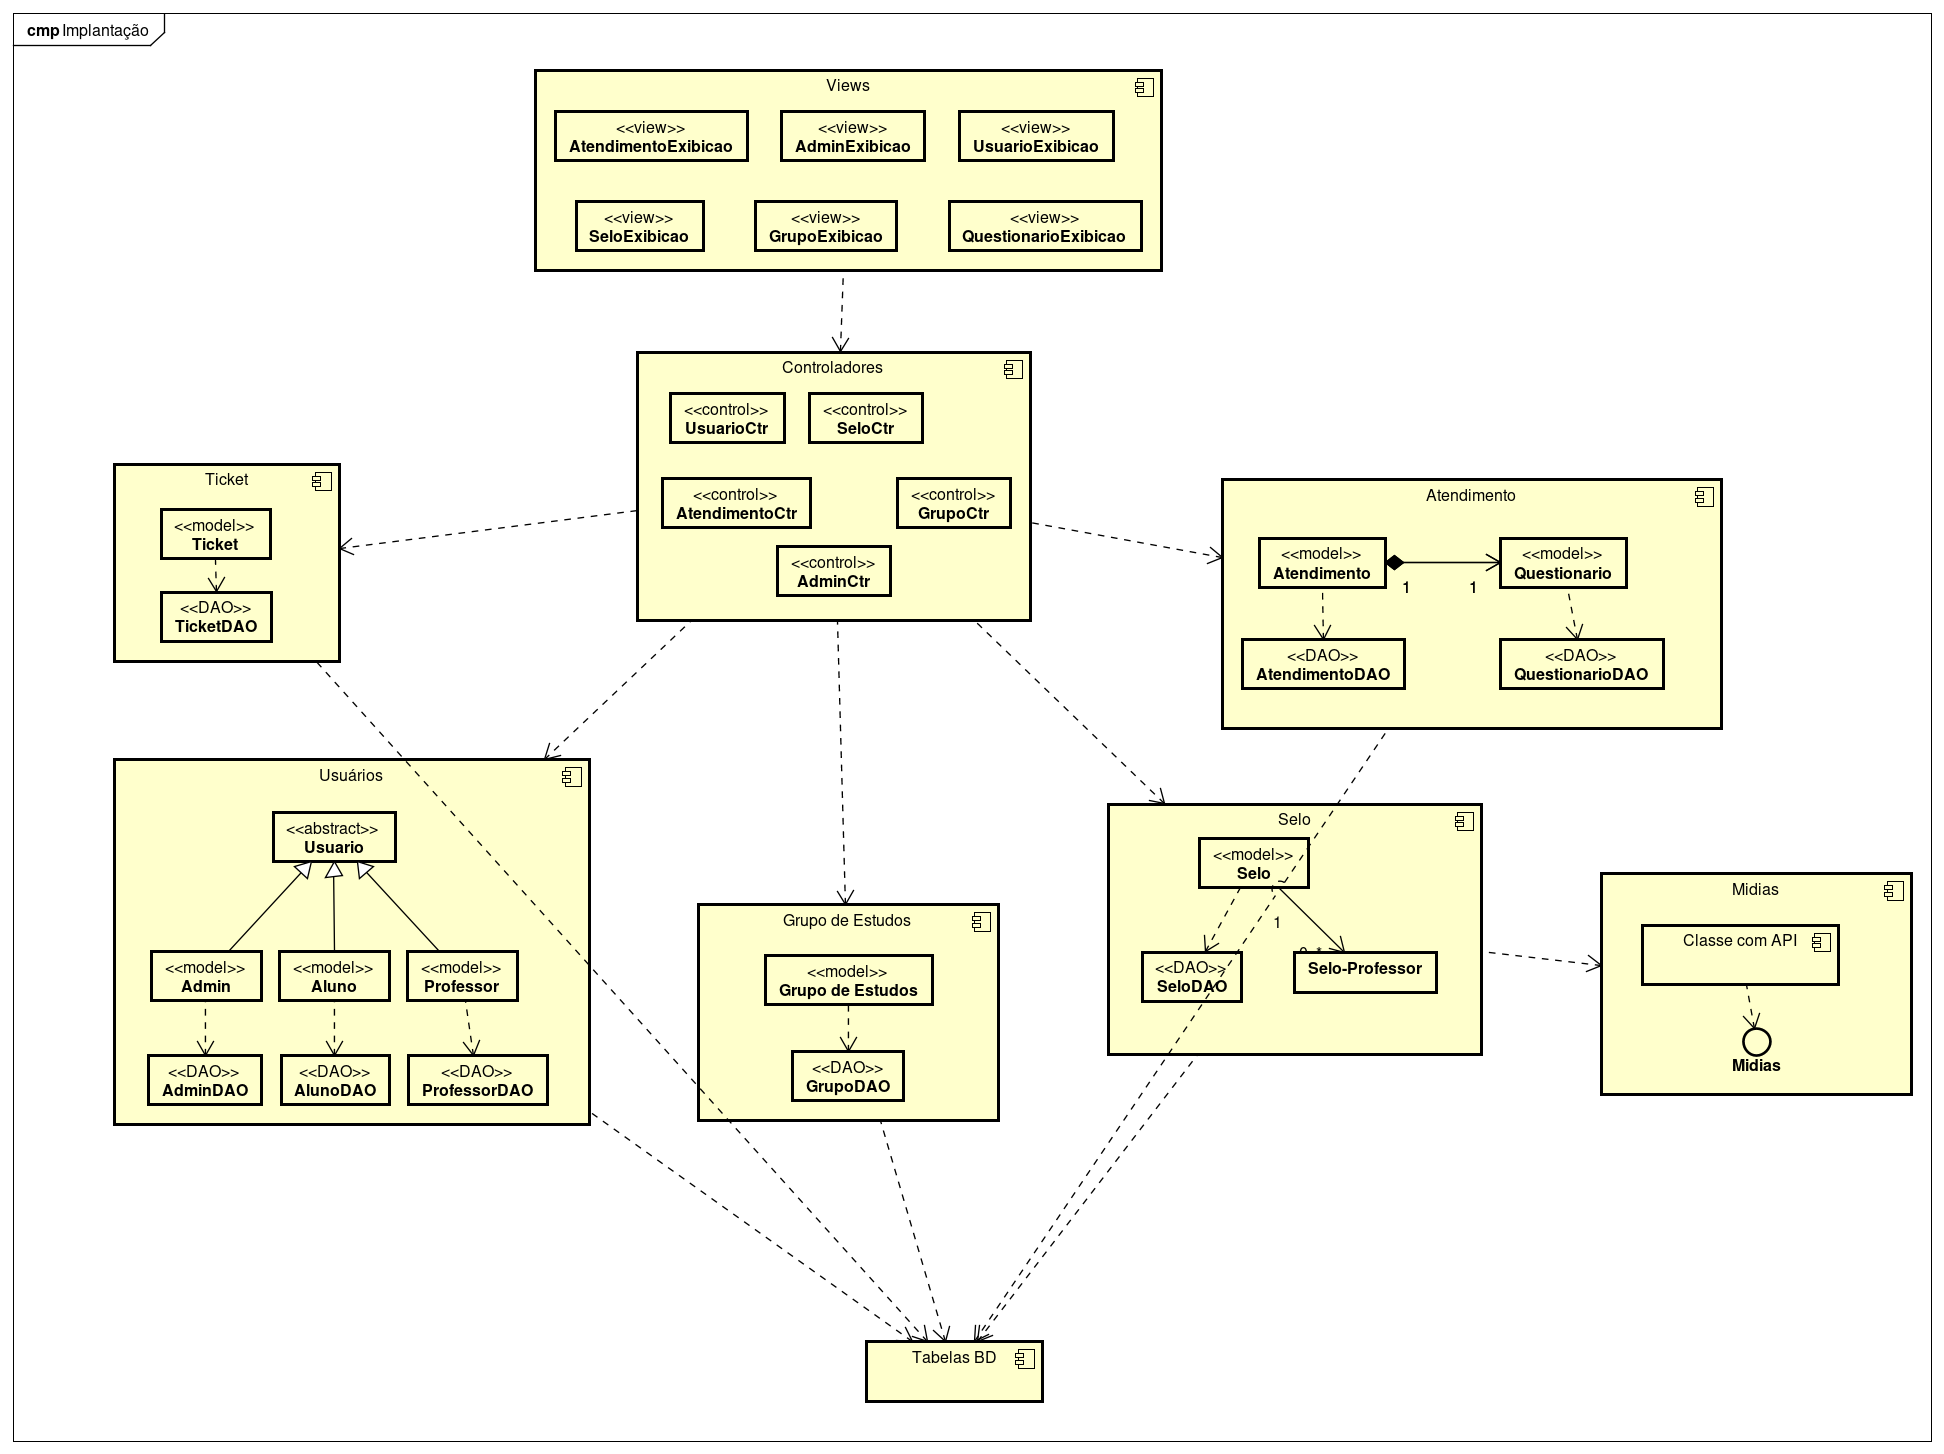 cmp Implantação
Views
<<view>>
AtendimentoExibicao
<<view>>
AdminExibicao
<<view>>
UsuarioExibicao
<<view>>
SeloExibicao
<<view>>
GrupoExibicao
<<view>>
QuestionarioExibicao
Controladores
<<control>>
UsuarioCtr
<<control>>
SeloCtr
<<control>>
AtendimentoCtr
<<control>>
GrupoCtr
<<control>>
AdminCtr
Ticket
<<model>>
Ticket
<<DAO>>
TicketDAO
Atendimento
<<model>>
Atendimento
1
1
<<model>>
Questionario
<<DAO>>
AtendimentoDAO
<<DAO>>
QuestionarioDAO
Usuários
<<abstract>>
Usuario
<<model>>
Admin
<<model>>
Aluno
<<model>>
Professor
<<DAO>>
AdminDAO
<<DAO>>
AlunoDAO
<<DAO>>
ProfessorDAO
Grupo de Estudos
<<model>>
Grupo de Estudos
<<DAO>>
GrupoDAO
Selo
<<model>>
Selo
1
<<DAO>>
SeloDAO
Selo-Professor
Midias
Classe com API
Midias
Tabelas BD